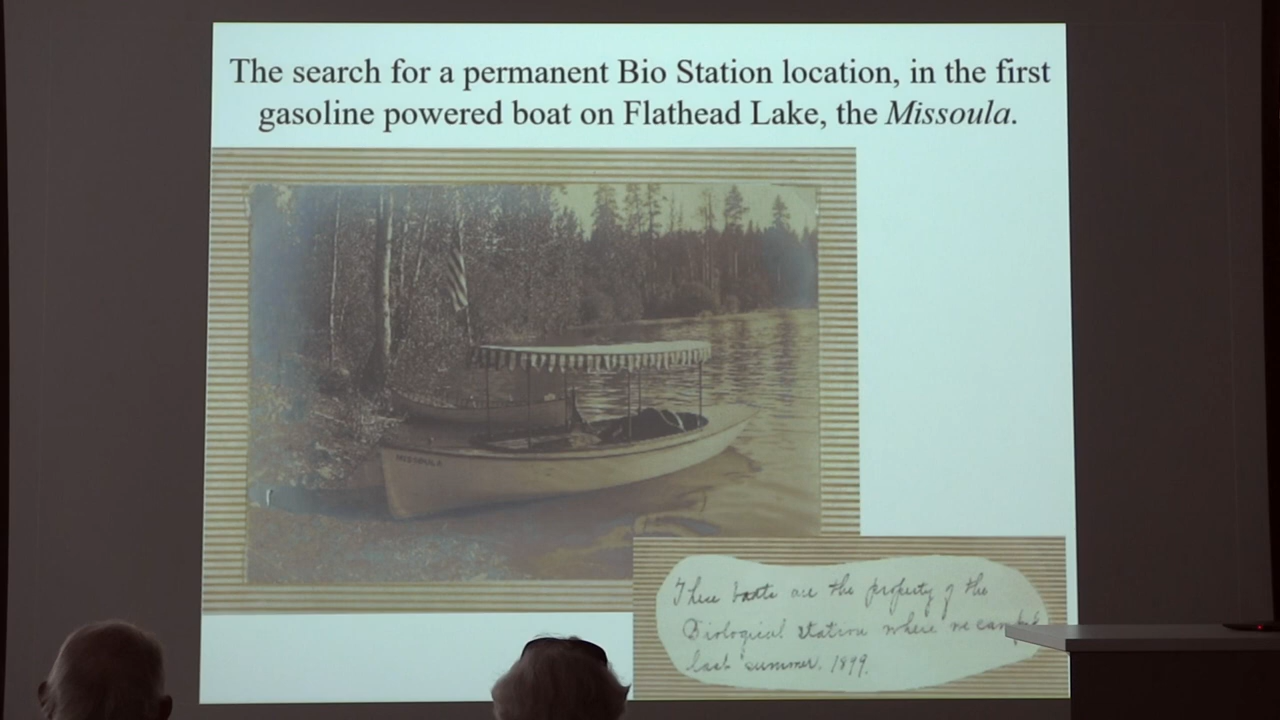 The search for a permanent Bio Station location, in the first
gasoline powered boat on Flathead Lake, the Missoula.
MISSOULA
These boats are the property of the
Biological station where we camped
last summer. 1899.